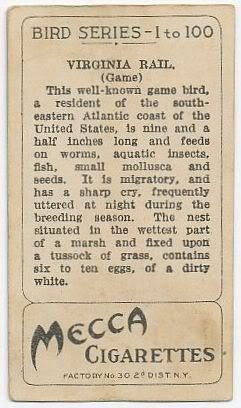 BIRD SERIES-1 to 100
VIRGINIA RAIL.
(Game)
This well-known game bird,
a resident of the south-
eastern Atlantic coast of the
United States, is nine and a
half inches long and feeds
on worms, aquatic insects,
fish, small mollusca and
seeds. It is migratory, and
has a sharp cry, frequently
uttered at night during the
breeding season. The nest
situated in the wettest part
of a marsh and fixed upon
a tussock of grass, contains
six to ten eggs, of a dirty
white.
MECCA
CIGARETTES
FACTORY No 30. 2d DIST. N.Y.